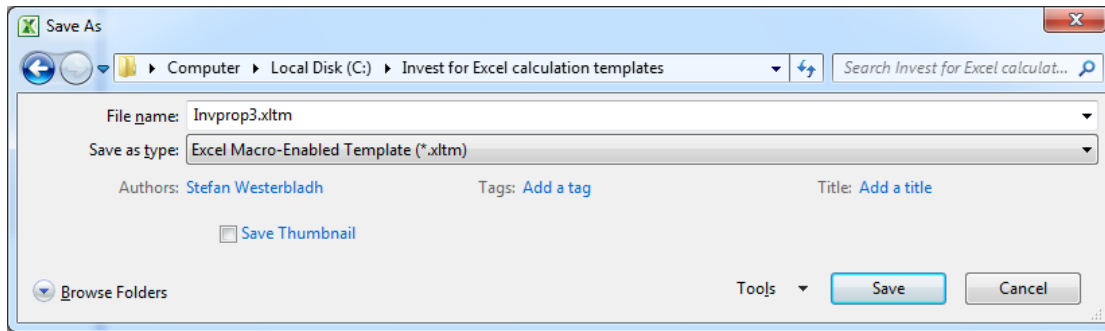 Save As
Computer Local Disk (C:) Invest for Excel calculation templates Search Invest for Excel calculat...
File name: Invprop3.xltm
Save as type: Excel Macro-Enabled Template (*.xltm)
Authors: Stefan Westerbladh Tags: Add a tag Title: Add a title
Save Thumbnail
Browse Folders Tools Save Cancel